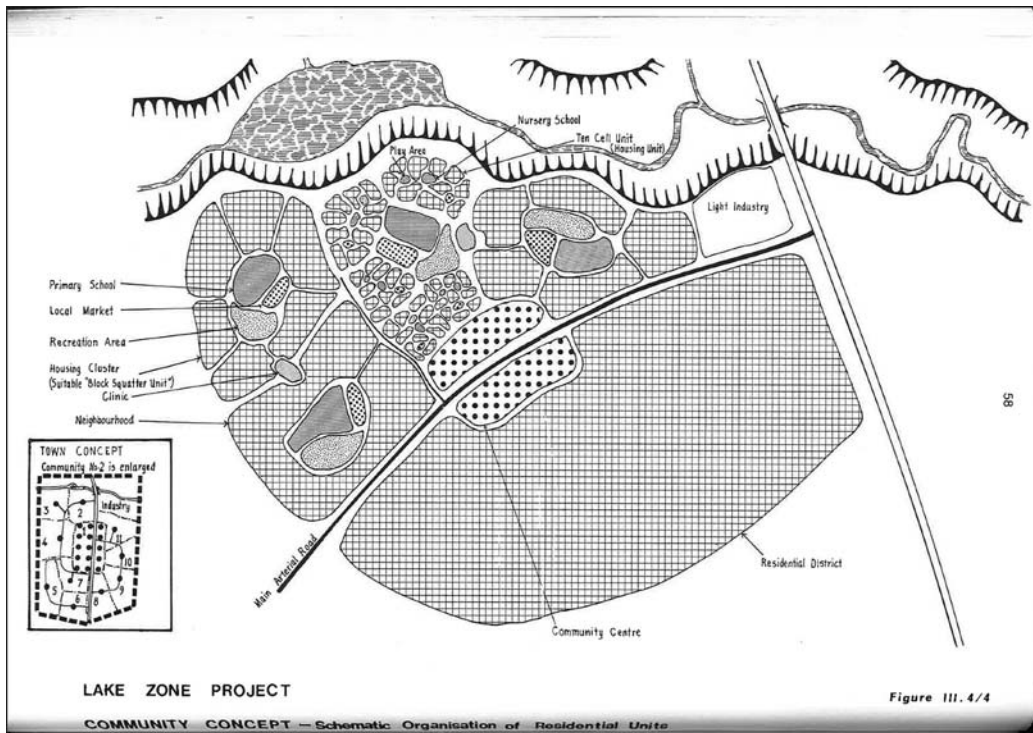 Nursery School
Ten Cell Unit
(Housing Unit)
Play Area
Light Industry
Primary School
Local Market
Recreation Area
Housing Cluster
(Suitable "Block Squatter Unit")
Clinic
Neighbourhood
58
TOWN CONCEPT
Community No.2 is enlarged
Industry
3
2
1
4
11
10
5
7
6
8
9
Main Arterial Road
Residential District
Community Centre
LAKE ZONE PROJECT
Figure III.4/4
COMMUNITY CONCEPT — Schematic Organisation of Residential Units